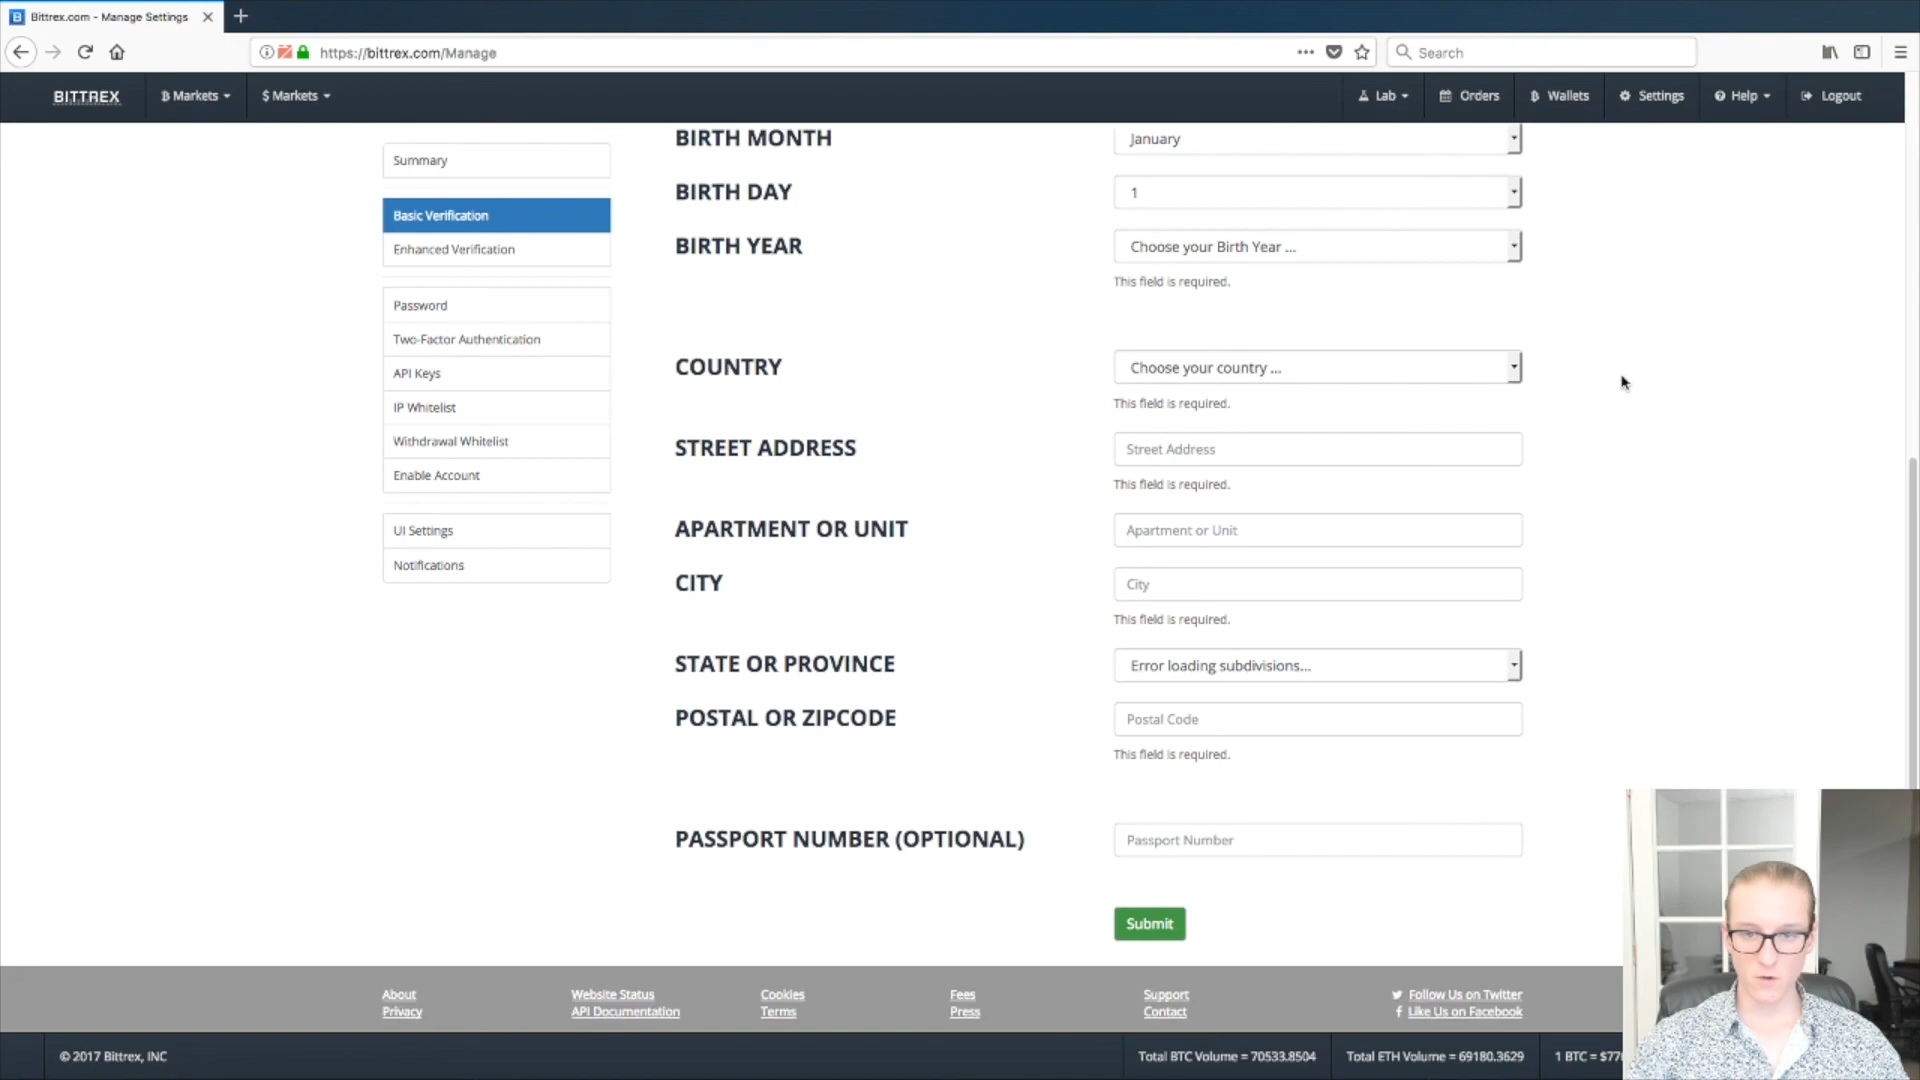 Bittrex.com - Manage Settings
https://bittrex.com/Manage
Search
BITTREX
Markets
$ Markets
Lab
Orders
Wallets
Settings
Help
Logout
Summary
Basic Verification
Enhanced Verification
Password
Two-Factor Authentication
API Keys
IP Whitelist
Withdrawal Whitelist
Enable Account
UI Settings
Notifications
BIRTH MONTH
January
BIRTH DAY
1
BIRTH YEAR
Choose your Birth Year ...
This field is required.
COUNTRY
Choose your country ...
This field is required.
STREET ADDRESS
Street Address
This field is required.
APARTMENT OR UNIT
Apartment or Unit
CITY
City
This field is required.
STATE OR PROVINCE
Error loading subdivisions...
POSTAL OR ZIPCODE
Postal Code
This field is required.
PASSPORT NUMBER (OPTIONAL)
Passport Number
Submit
About
Privacy
Website Status
API Documentation
Cookies
Terms
Fees
Press
Support
Contact
Follow Us on Twitter
Like Us on Facebook
© 2017 Bittrex, INC
Total BTC Volume = 70533.8504
Total ETH Volume = 69180.3629
1 BTC = $77